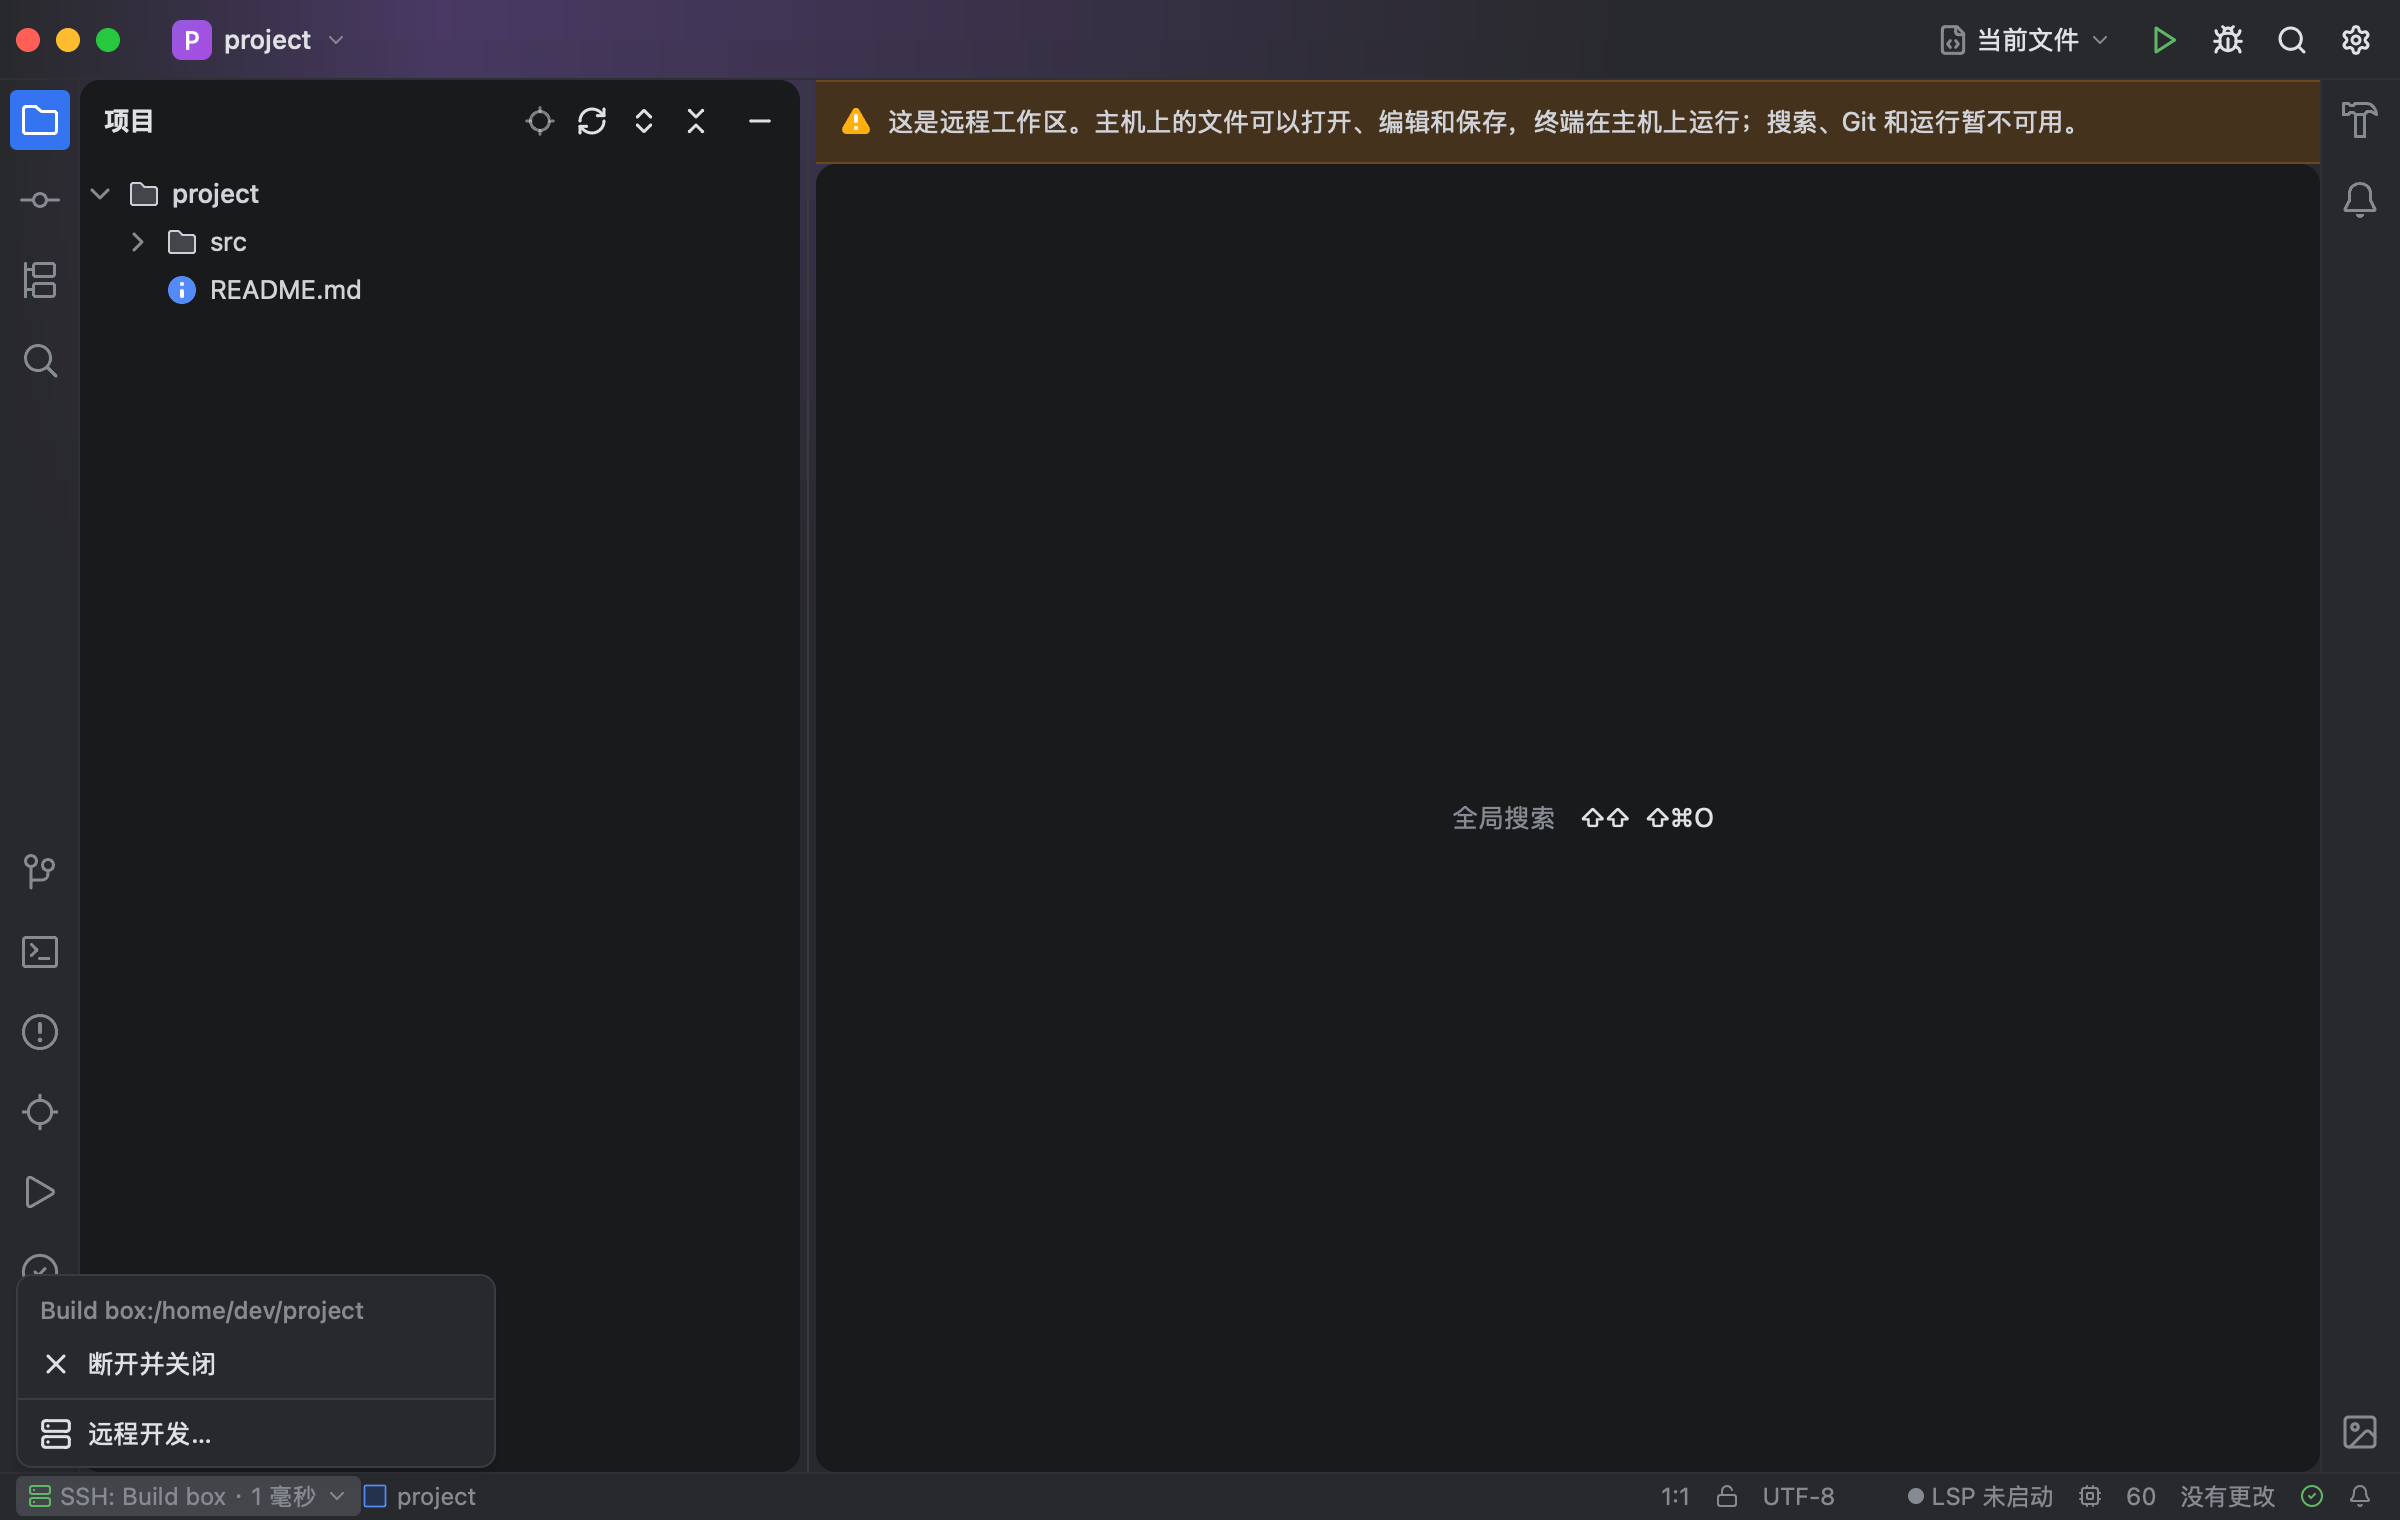 P project
当前文件
项目
这是远程工作区。主机上的文件可以打开、编辑和保存，终端在主机上运行；搜索、Git 和运行暂不可用。
project
src
README.md
全局搜索 ⇧⇧ ⇧⌘O
Build box:/home/dev/project
断开并关闭
远程开发...
SSH: Build box · 1 毫秒
project
1:1
UTF-8
LSP 未启动
60
没有更改